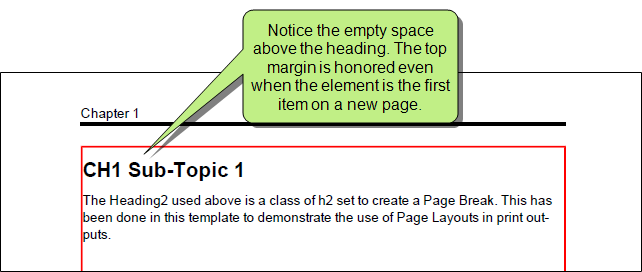 Notice the empty space
above the heading. The top
margin is honored even
when the element is the first
item on a new page.
Chapter 1
CH1 Sub-Topic 1
The Heading2 used above is a class of h2 set to create a Page Break. This has
been done in this template to demonstrate the use of Page Layouts in print out-
puts.